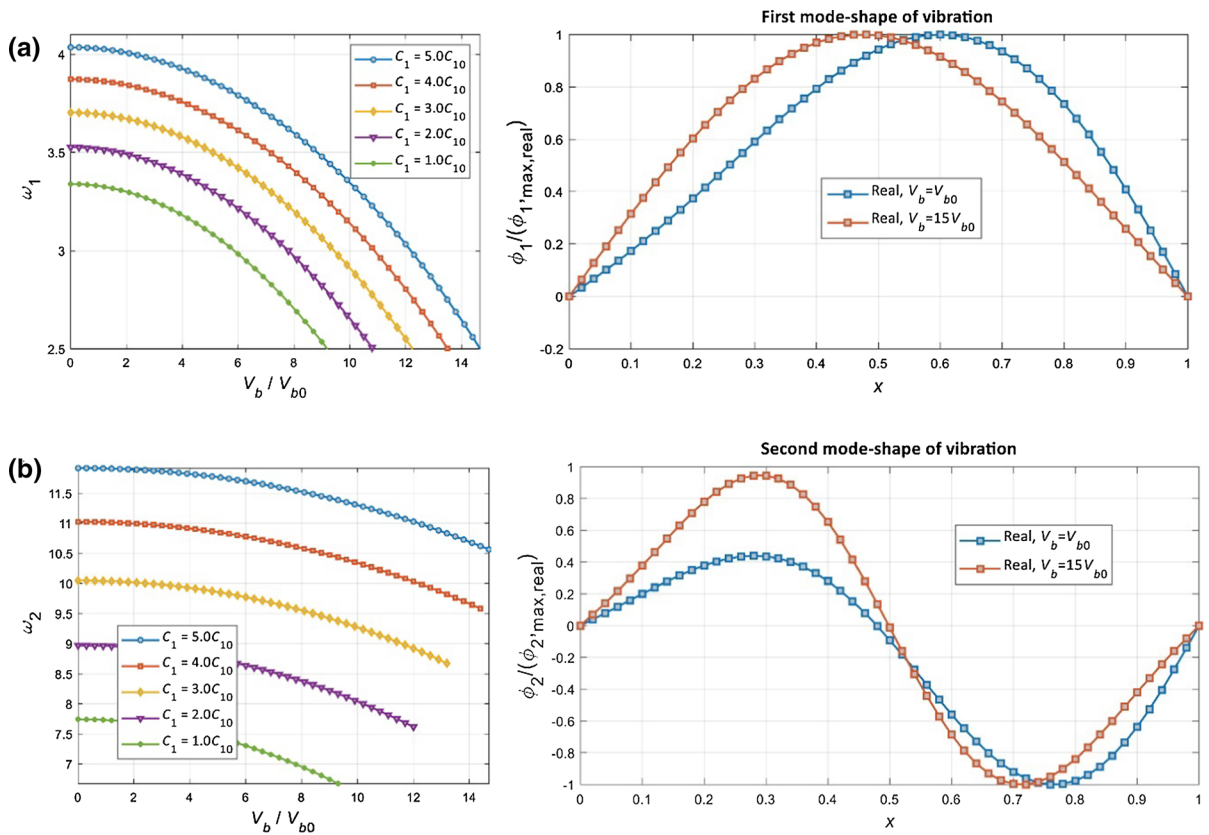 (a)
4
3.5
3
2.5
ω1
0 2 4 6 8 10 12 14
Vb / Vb0
C1 = 5.0C10
C1 = 4.0C10
C1 = 3.0C10
C1 = 2.0C10
C1 = 1.0C10
First mode-shape of vibration
1
0.8
0.6
0.4
0.2
0
-0.2
ϕ1/(ϕ1,max,real)
Real, Vb=Vb0
Real, Vb=15Vb0
0 0.1 0.2 0.3 0.4 0.5 0.6 0.7 0.8 0.9 1
x
(b)
11.5
11
10.5
10
9.5
9
8.5
8
7.5
7
ω2
C1 = 5.0C10
C1 = 4.0C10
C1 = 3.0C10
C1 = 2.0C10
C1 = 1.0C10
0 2 4 6 8 10 12 14
Vb / Vb0
Second mode-shape of vibration
1
0.8
0.6
0.4
0.2
0
-0.2
-0.4
-0.6
-0.8
-1
ϕ2/(ϕ2,max,real)
Real, Vb=Vb0
Real, Vb=15Vb0
0 0.1 0.2 0.3 0.4 0.5 0.6 0.7 0.8 0.9 1
x